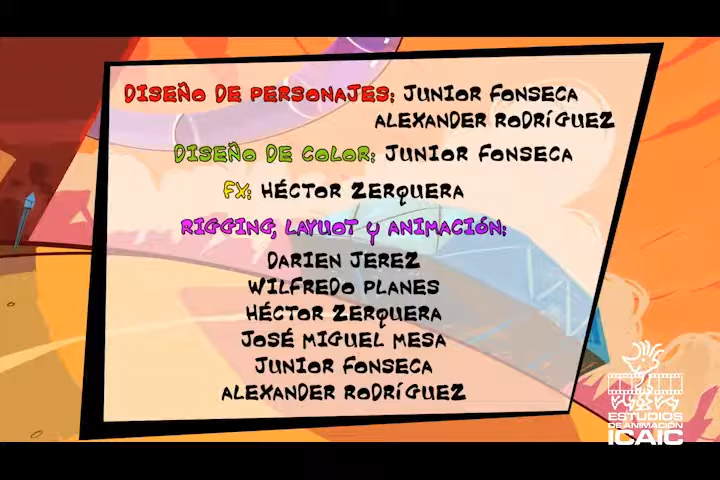 DISEÑO DE PERSONAJES: JUNIOR FONSECA
ALEXANDER RODRÍGUEZ
DISEÑO DE COLOR: JUNIOR FONSECA
FX: HÉCTOR ZERQUERA
RIGGING, LAYUOT Y ANIMACIÓN:
DARIEN JEREZ
WILFREDO PLANES
HÉCTOR ZERQUERA
JOSÉ MIGUEL MESA
JUNIOR FONSECA
ALEXANDER RODRÍGUEZ
ESTUDIOS
DE ANIMACIÓN
ICAIC